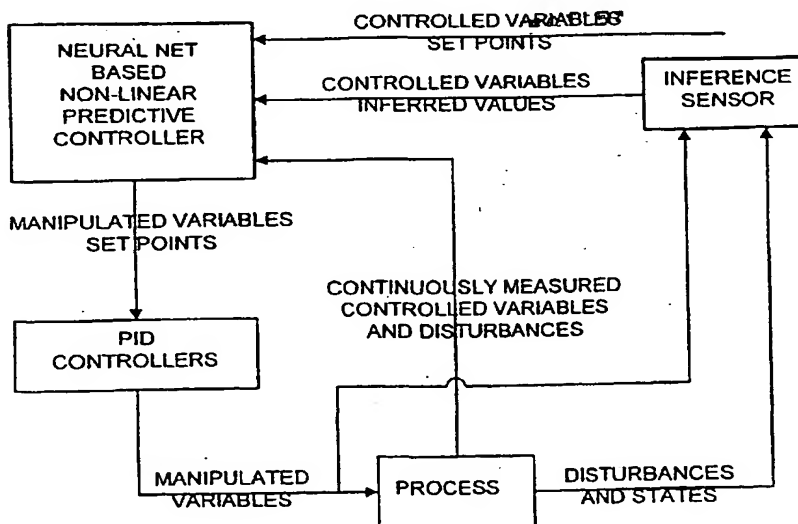 CONTROLLED VARIABLES
SET POINTS
NEURAL NET
BASED
NON-LINEAR
PREDICTIVE
CONTROLLER
CONTROLLED VARIABLES
INFERRED VALUES
INFERENCE
SENSOR
MANIPULATED VARIABLES
SET POINTS
CONTINUOUSLY MEASURED
CONTROLLED VARIABLES
AND DISTURBANCES
PID
CONTROLLERS
MANIPULATED
VARIABLES
PROCESS
DISTURBANCES
AND STATES